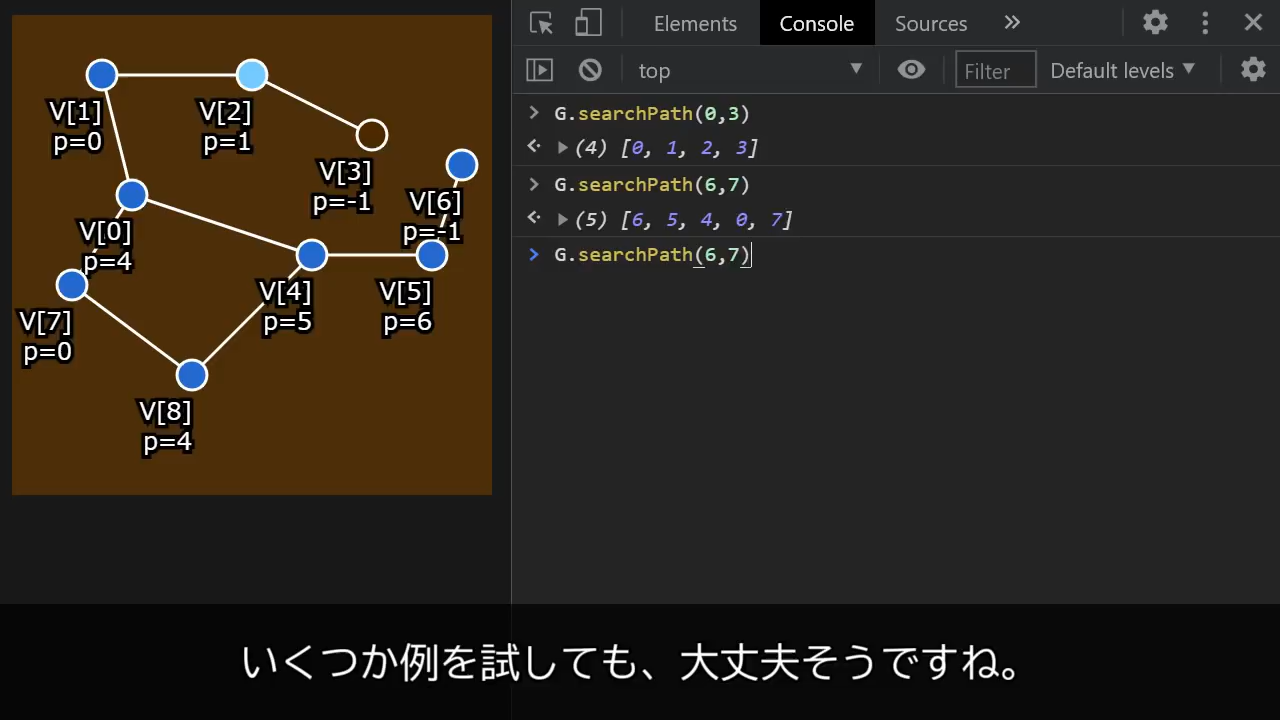 V[1]
p=0
V[2]
p=1
V[3]
p=-1
V[6]
p=-1
V[0]
p=4
V[4]
p=5
V[5]
p=6
V[7]
p=0
V[8]
p=4
Elements Console Sources
top Filter Default levels
G.searchPath(0,3)
(4) [0, 1, 2, 3]
G.searchPath(6,7)
(5) [6, 5, 4, 0, 7]
G.searchPath(6,7)
いくつか例を試しても、大丈夫そうですね。